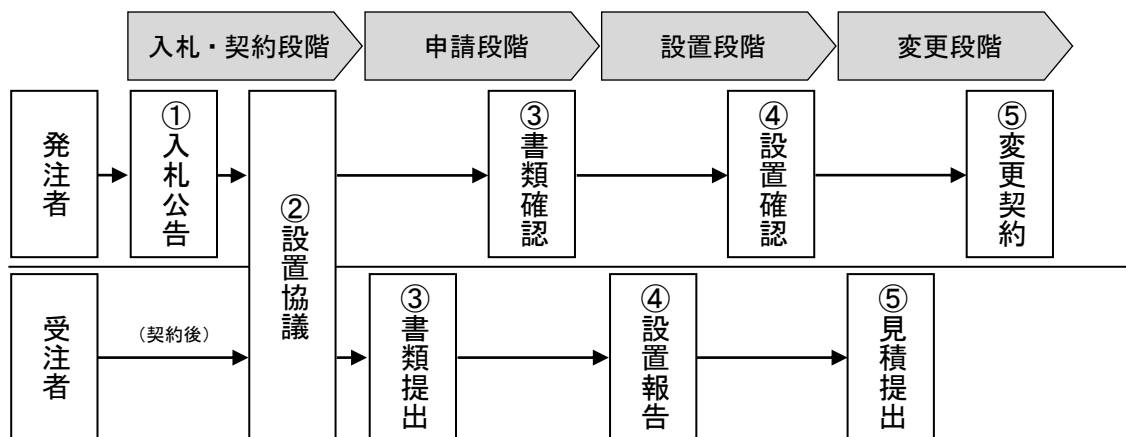 入札・契約段階
申請段階
設置段階
変更段階
発注者
①入札公告
②設置協議
③書類確認
④設置確認
⑤変更契約
受注者
（契約後）
③書類提出
④設置報告
⑤見積提出